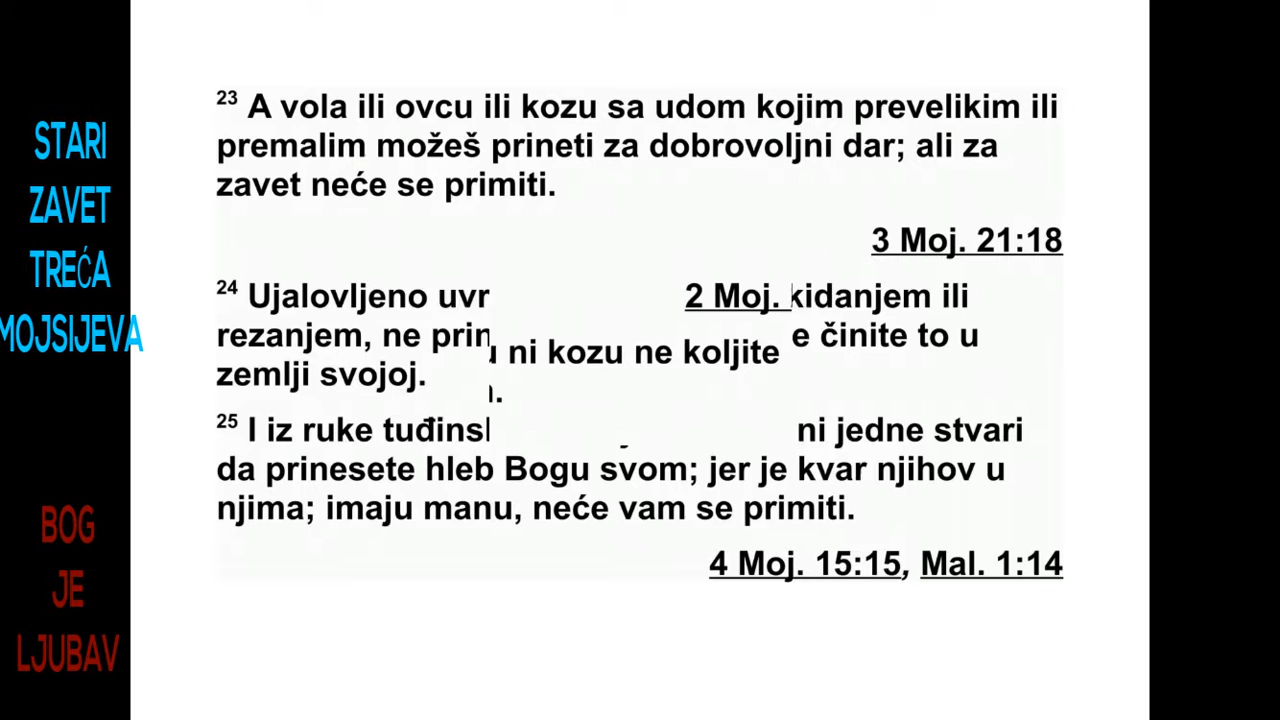 STARI
ZAVET
TREĆA
MOJSIJEVA
BOG
JE
LJUBAV
23 A vola ili ovcu ili kozu sa udom kojim prevelikim ili
premalim možeš prineti za dobrovoljni dar; ali za
zavet neće se primiti.
3 Moj. 21:18
24 Ujalovljeno 2 Moj. ili
rezanjem, ne činite to u
ni kozu ne koljite
zemlji svojoj.
25 I iz ruke ni jedne stvari
da prinesete hleb Bogu svom; jer je kvar njihov u
njima; imaju manu, neće vam se primiti.
4 Moj. 15:15, Mal. 1:14